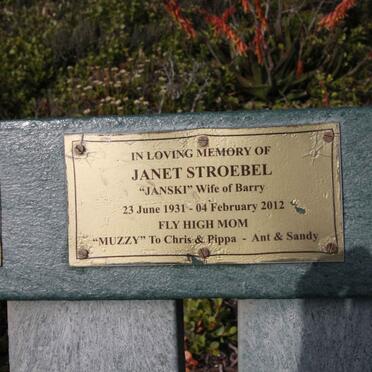 IN LOVING MEMORY OF
JANET STROEBEL
"JANSKI" Wife of Barry
23 June 1931 - 04 February 2012
FLY HIGH MOM
"MUZZY" To Chris & Pippa - Ant & Sandy